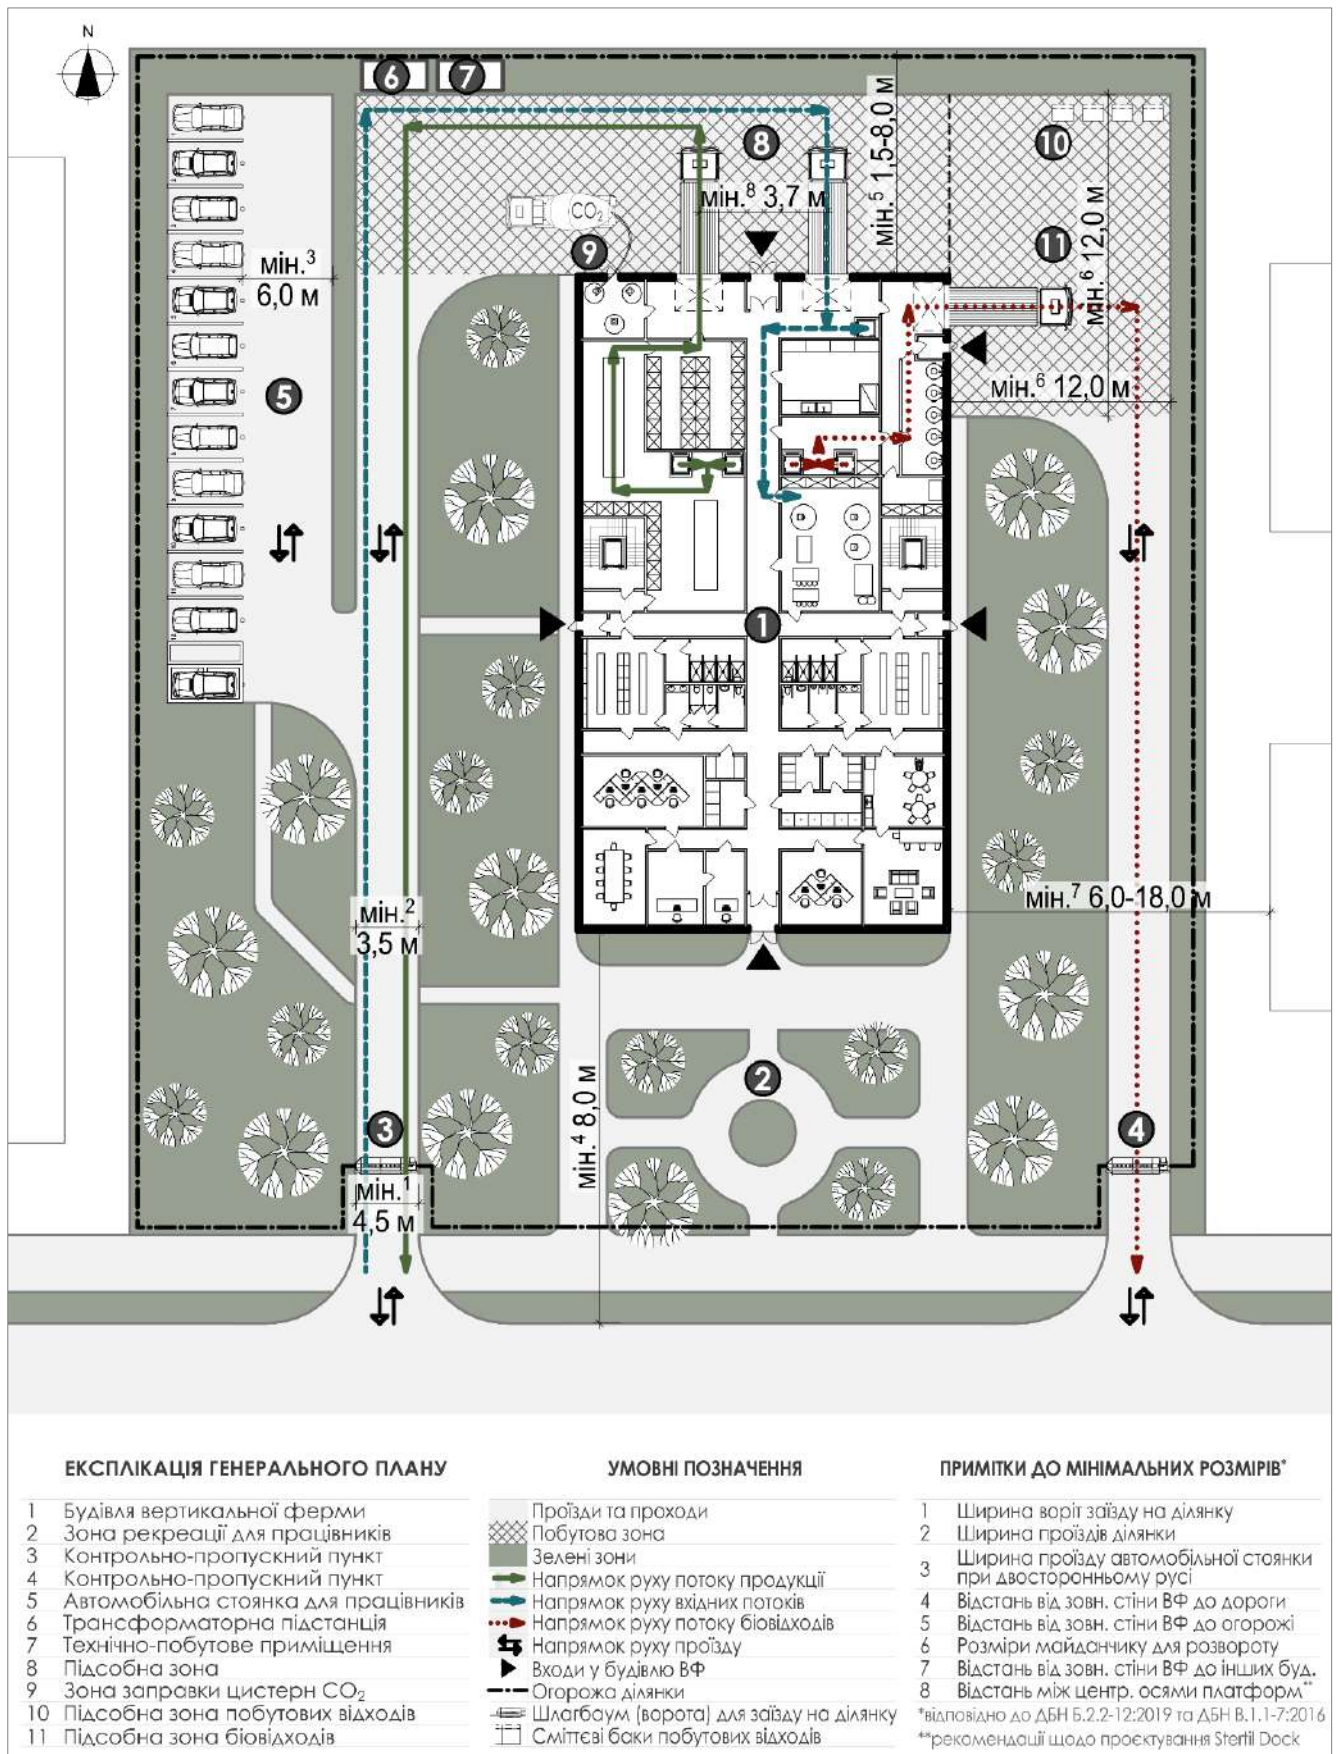 N
6
7
8
10
мін.⁵ 1,5-8,0 м
мін.⁸ 3,7 м
CO₂
9
11
мін.⁶ 12,0 м
мін.³
6,0 м
мін.⁶ 12,0 м
5
1
мін.⁷ 6,0-18,0 м
мін.²
3,5 м
2
3
4
мін.⁴ 8,0 м
мін.¹
4,5 м
ЕКСПЛІКАЦІЯ ГЕНЕРАЛЬНОГО ПЛАНУ
1 Будівля вертикальної ферми
2 Зона рекреації для працівників
3 Контрольно-пропускний пункт
4 Контрольно-пропускний пункт
5 Автомобільна стоянка для працівників
6 Трансформаторна підстанція
7 Технічно-побутове приміщення
8 Підсобна зона
9 Зона заправки цистерн CO₂
10 Підсобна зона побутових відходів
11 Підсобна зона біовідходів
УМОВНІ ПОЗНАЧЕННЯ
Проїзди та проходи
Побутова зона
Зелені зони
Напрямок руху потоку продукції
Напрямок руху вхідних потоків
Напрямок руху потоку біовідходів
Напрямок руху проїзду
Входи у будівлю ВФ
Огорожа ділянки
Шлагбаум (ворота) для заїзду на ділянку
Сміттєві баки побутових відходів
ПРИМІТКИ ДО МІНІМАЛЬНИХ РОЗМІРІВ*
1 Ширина воріт заїзду на ділянку
2 Ширина проїздів ділянки
3 Ширина проїзду автомобільної стоянки
при двосторонньому русі
4 Відстань від зовн. стіни ВФ до дороги
5 Відстань від зовн. стіни ВФ до огорожі
6 Розміри майданчику для розвороту
7 Відстань від зовн. стіни ВФ до інших буд.
8 Відстань між центр. осями платформ**
*відповідно до ДБН Б.2.2-12:2019 та ДБН В.1.1-7:2016
**рекомендації щодо проєктування Stertil Dock